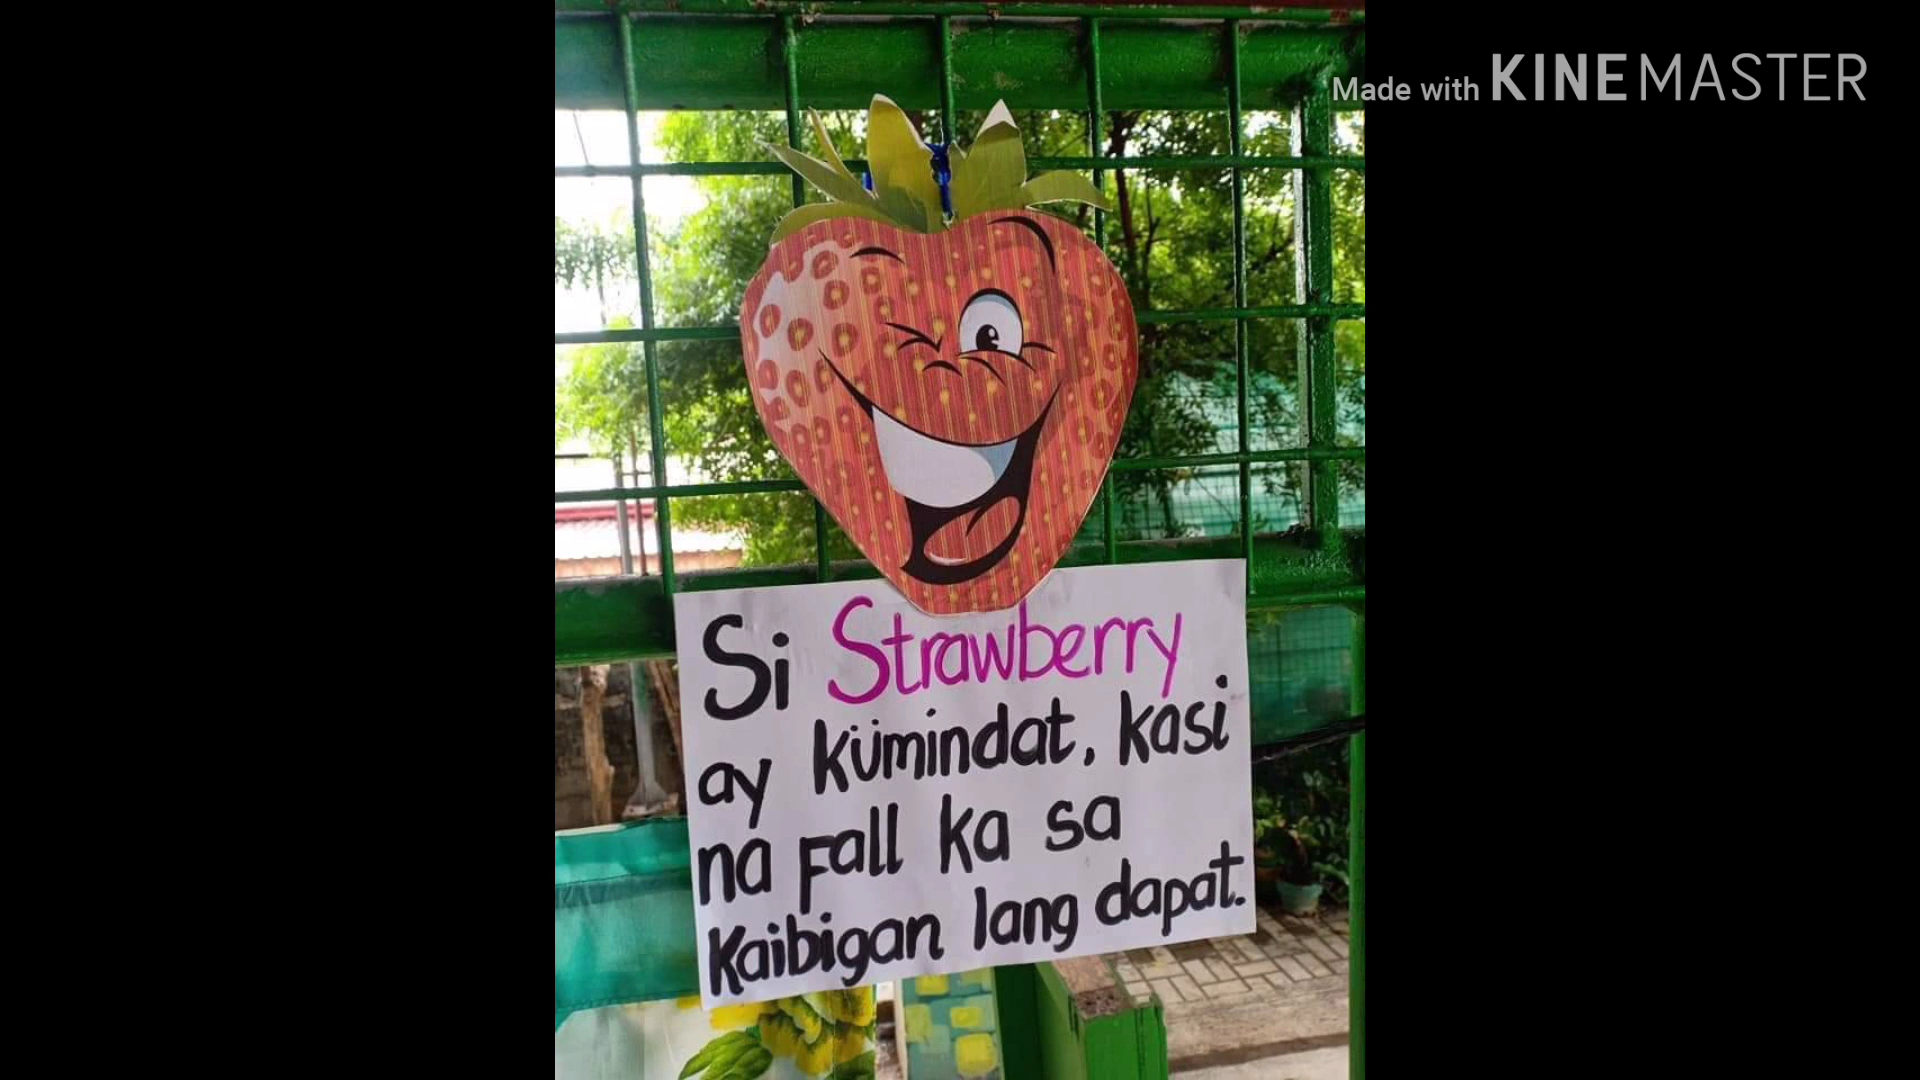 Made with KINEMASTER
Si Strawberry
ay kumindat, kasi
na Fall ka sa
Kaibigan lang dapat.